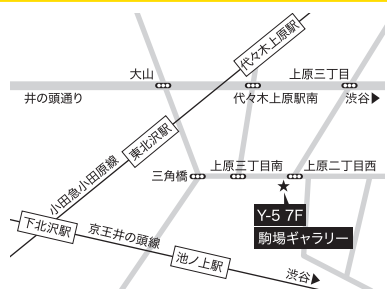 代々木上原駅
大山
上原三丁目
井の頭通り
代々木上原駅南
渋谷▶
東北沢駅
小田急小田原線
三角橋
上原三丁目南
上原二丁目西
★
Y-5 7F
駒場ギャラリー
下北沢駅
京王井の頭線
池ノ上駅
渋谷▶